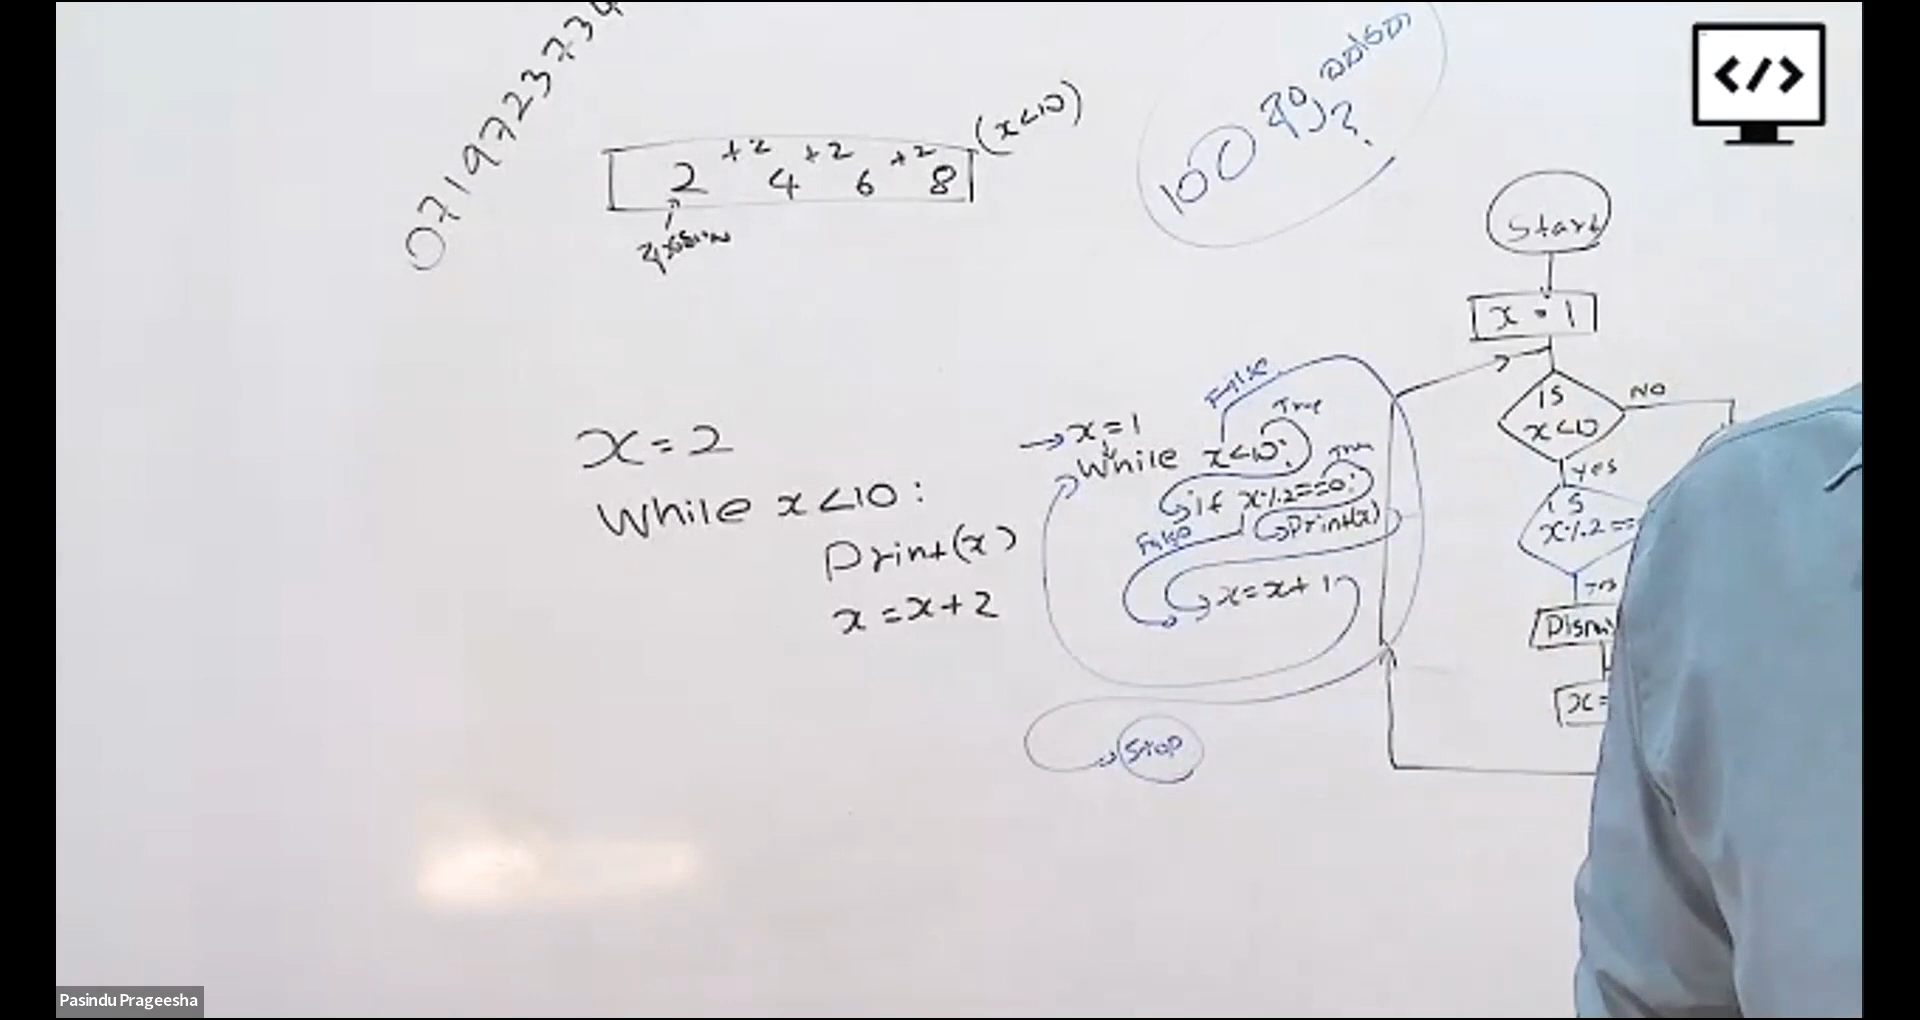 +2 +2 +2 (x<10)
2 4 6 8
100
x=2
While x<10:
Print(x)
x=x+2
False
True
x=1
While x<10:
True
if x%2==0:
Print(x)
False
x=x+1
Stop
Start
x=1
is
x<10
NO
Yes
is
x%2==
x=
</>
Pasindu Prageesha